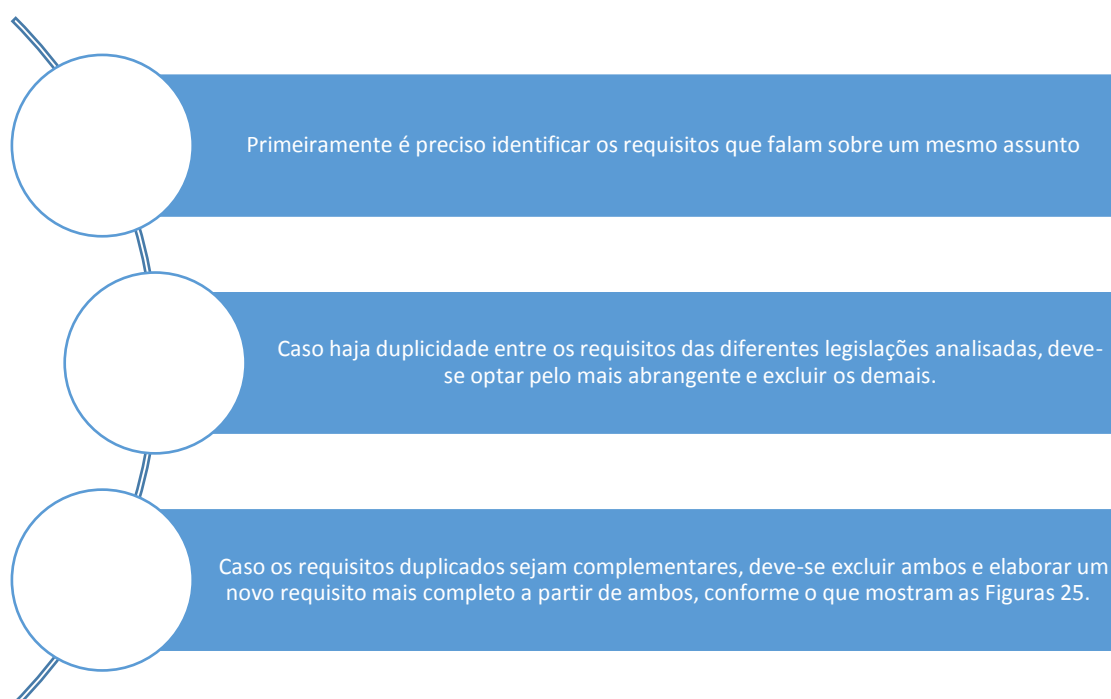 Primeiramente é preciso identificar os requisitos que falam sobre um mesmo assunto
Caso haja duplicidade entre os requisitos das diferentes legislações analisadas, deve-
se optar pelo mais abrangente e excluir os demais.
Caso os requisitos duplicados sejam complementares, deve-se excluir ambos e elaborar um
novo requisito mais completo a partir de ambos, conforme o que mostram as Figuras 25.